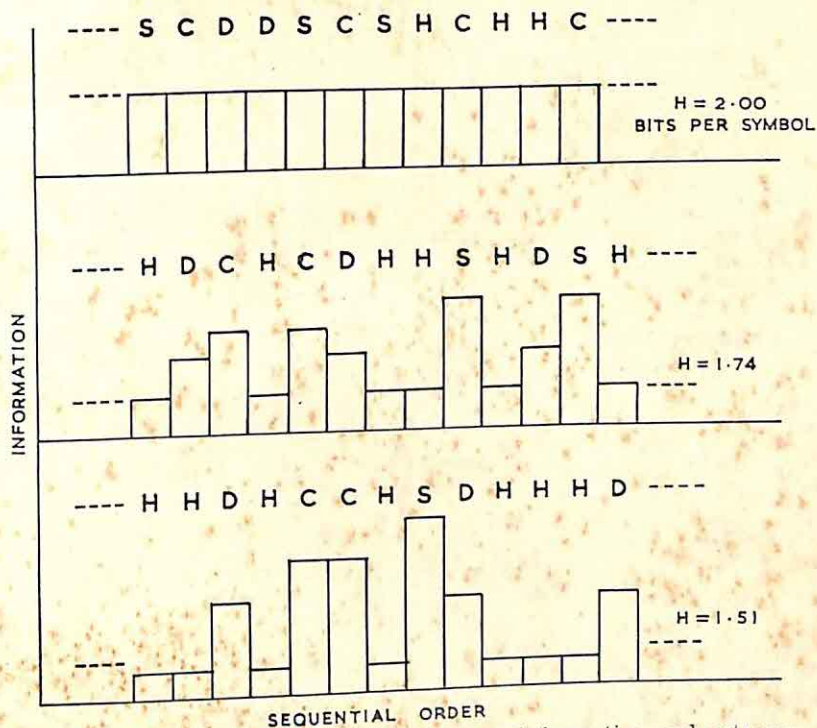 ---- S C D D S C S H C H H C ----
H = 2·00
BITS PER SYMBOL
---- H D C H C D H H S H D S H ----
H = 1·74
INFORMATION
---- H H D H C C H S D H H H D ----
H = 1·51
SEQUENTIAL ORDER